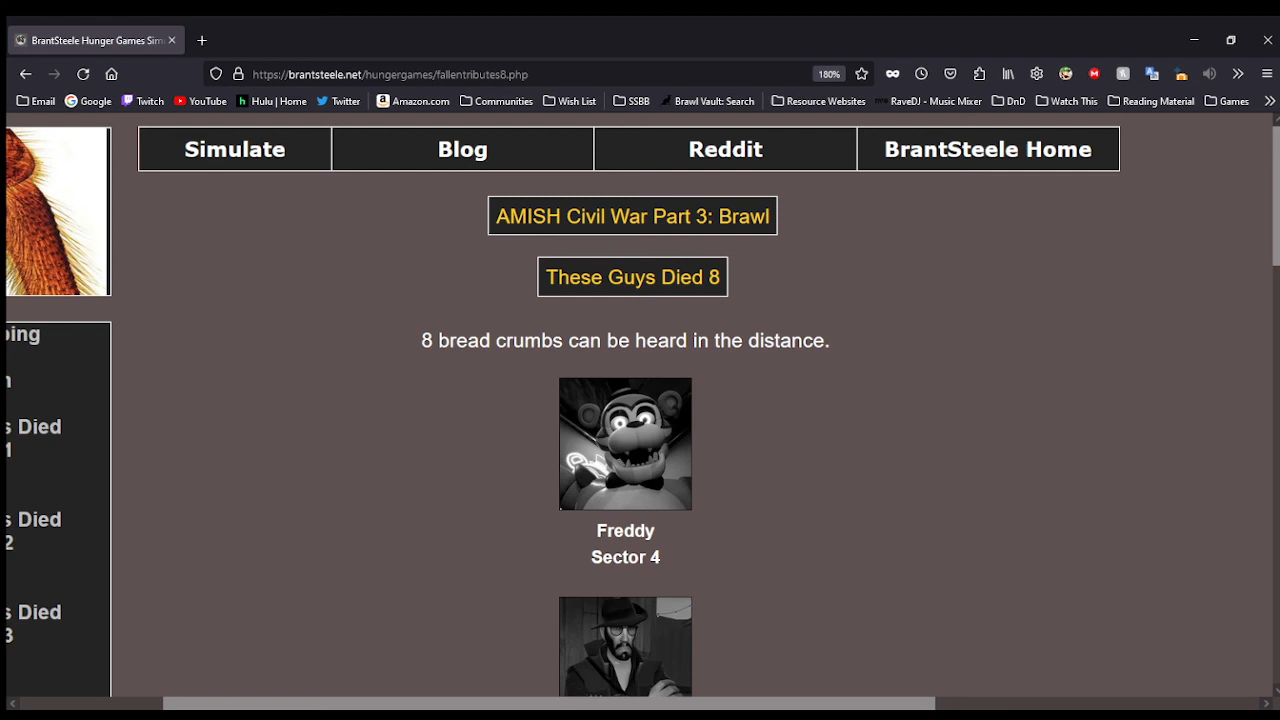 BrantSteele Hunger Games Sim
https://brantsteele.net/hungergames/fallentributes8.php
180%
Email Google Twitch YouTube Hulu | Home Twitter Amazon.com Communities Wish List SSBB Brawl Vault: Search Resource Websites RaveDJ - Music Mixer DnD Watch This Reading Material Games
Simulate Blog Reddit BrantSteele Home
AMISH Civil War Part 3: Brawl
These Guys Died 8
8 bread crumbs can be heard in the distance.
Freddy
Sector 4
s Died
1
s Died
2
s Died
3